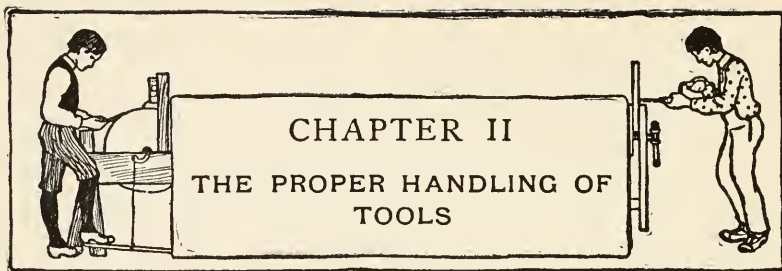 CHAPTER II
THE PROPER HANDLING OF
TOOLS